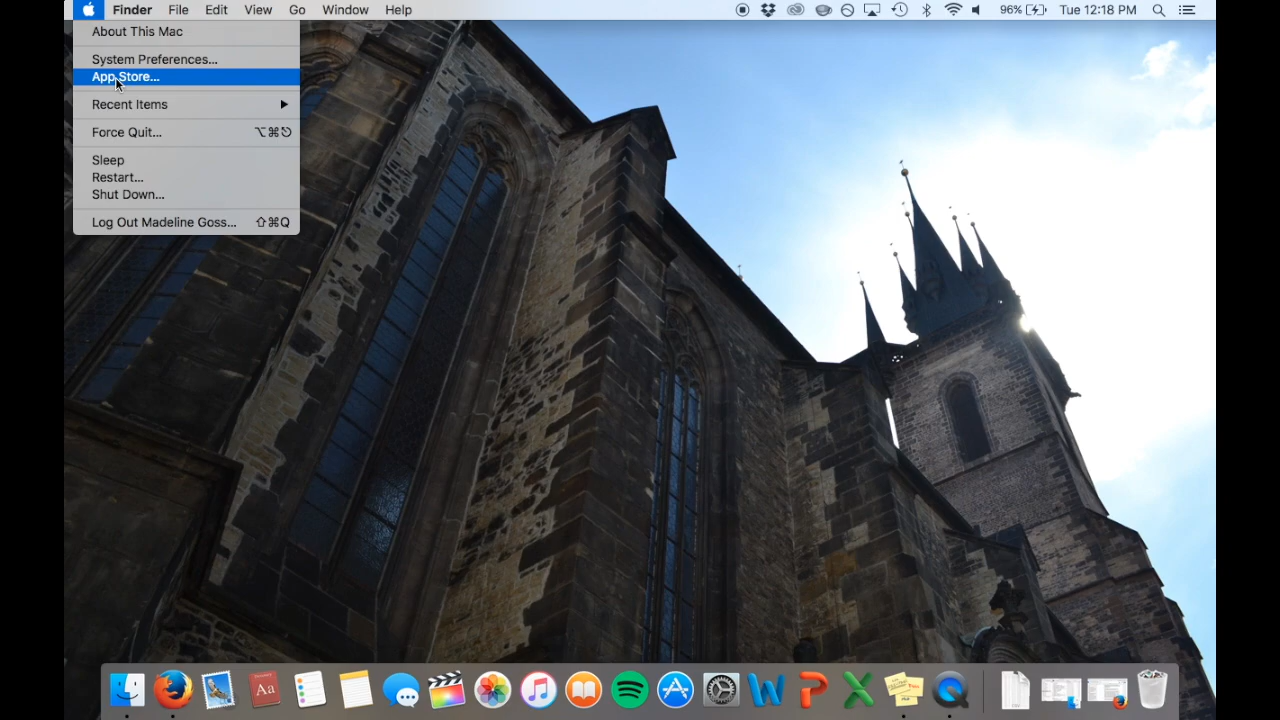 Finder File Edit View Go Window Help 96% Tue 12:18 PM
About This Mac
System Preferences...
App Store...
Recent Items
Force Quit... ⌥⌘⎋
Sleep
Restart...
Shut Down...
Log Out Madeline Goss... ⇧⌘Q